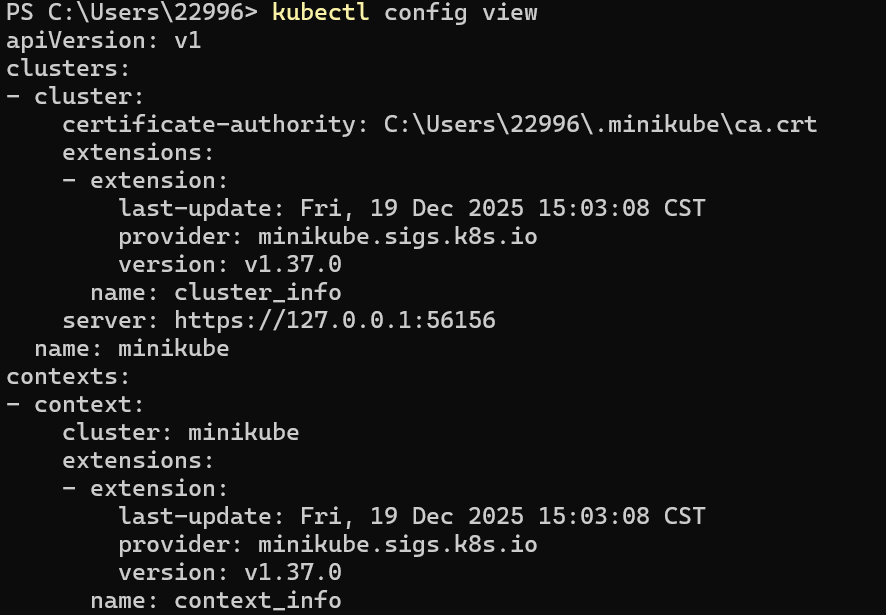 PS C:\Users\22996> kubectl config view
apiVersion: v1
clusters:
- cluster:
    certificate-authority: C:\Users\22996\.minikube\ca.crt
    extensions:
    - extension:
        last-update: Fri, 19 Dec 2025 15:03:08 CST
        provider: minikube.sigs.k8s.io
        version: v1.37.0
      name: cluster_info
    server: https://127.0.0.1:56156
  name: minikube
contexts:
- context:
    cluster: minikube
    extensions:
    - extension:
        last-update: Fri, 19 Dec 2025 15:03:08 CST
        provider: minikube.sigs.k8s.io
        version: v1.37.0
      name: context_info